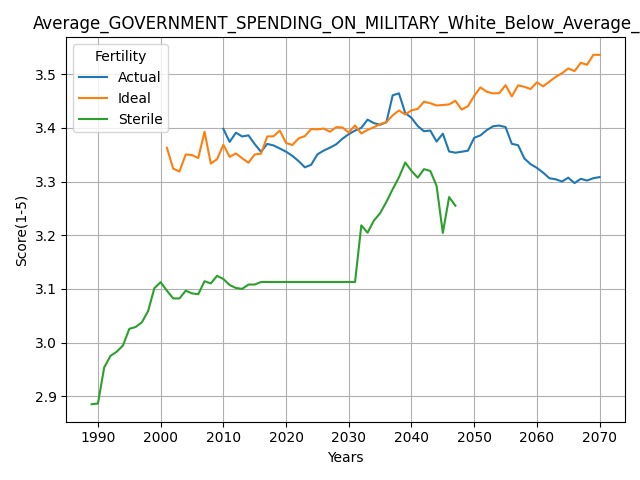 Average_GOVERNMENT_SPENDING_ON_MILITARY_White_Below_Average_
Fertility
Actual
Ideal
Sterile
Score(1-5)
3.5
3.4
3.3
3.2
3.1
3.0
2.9
1990 2000 2010 2020 2030 2040 2050 2060 2070
Years